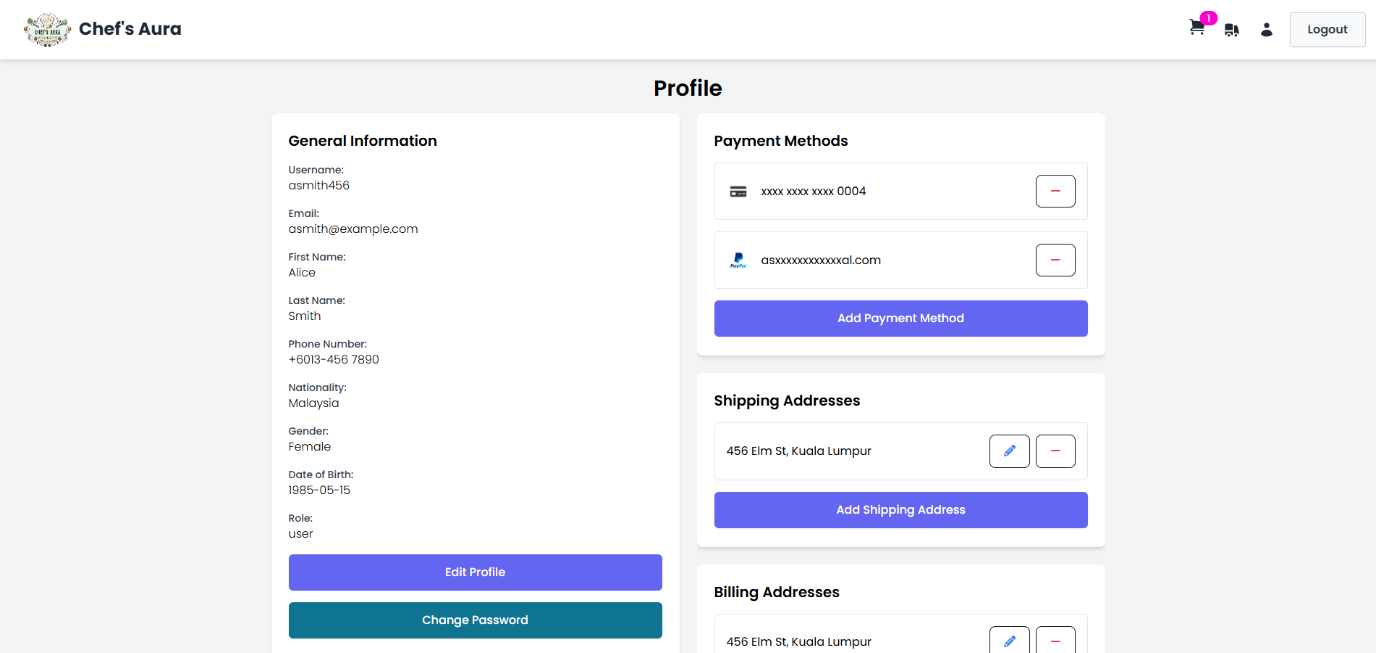 CHEF'S AURA
Chef's Aura
1
Logout
Profile
General Information
Username:
asmith456
Email:
asmith@example.com
First Name:
Alice
Last Name:
Smith
Phone Number:
+6013-456 7890
Nationality:
Malaysia
Gender:
Female
Date of Birth:
1985-05-15
Role:
user
Edit Profile
Change Password
Payment Methods
xxxx xxxx xxxx 0004
PayPal
asxxxxxxxxxxxxal.com
Add Payment Method
Shipping Addresses
456 Elm St, Kuala Lumpur
Add Shipping Address
Billing Addresses
456 Elm St, Kuala Lumpur